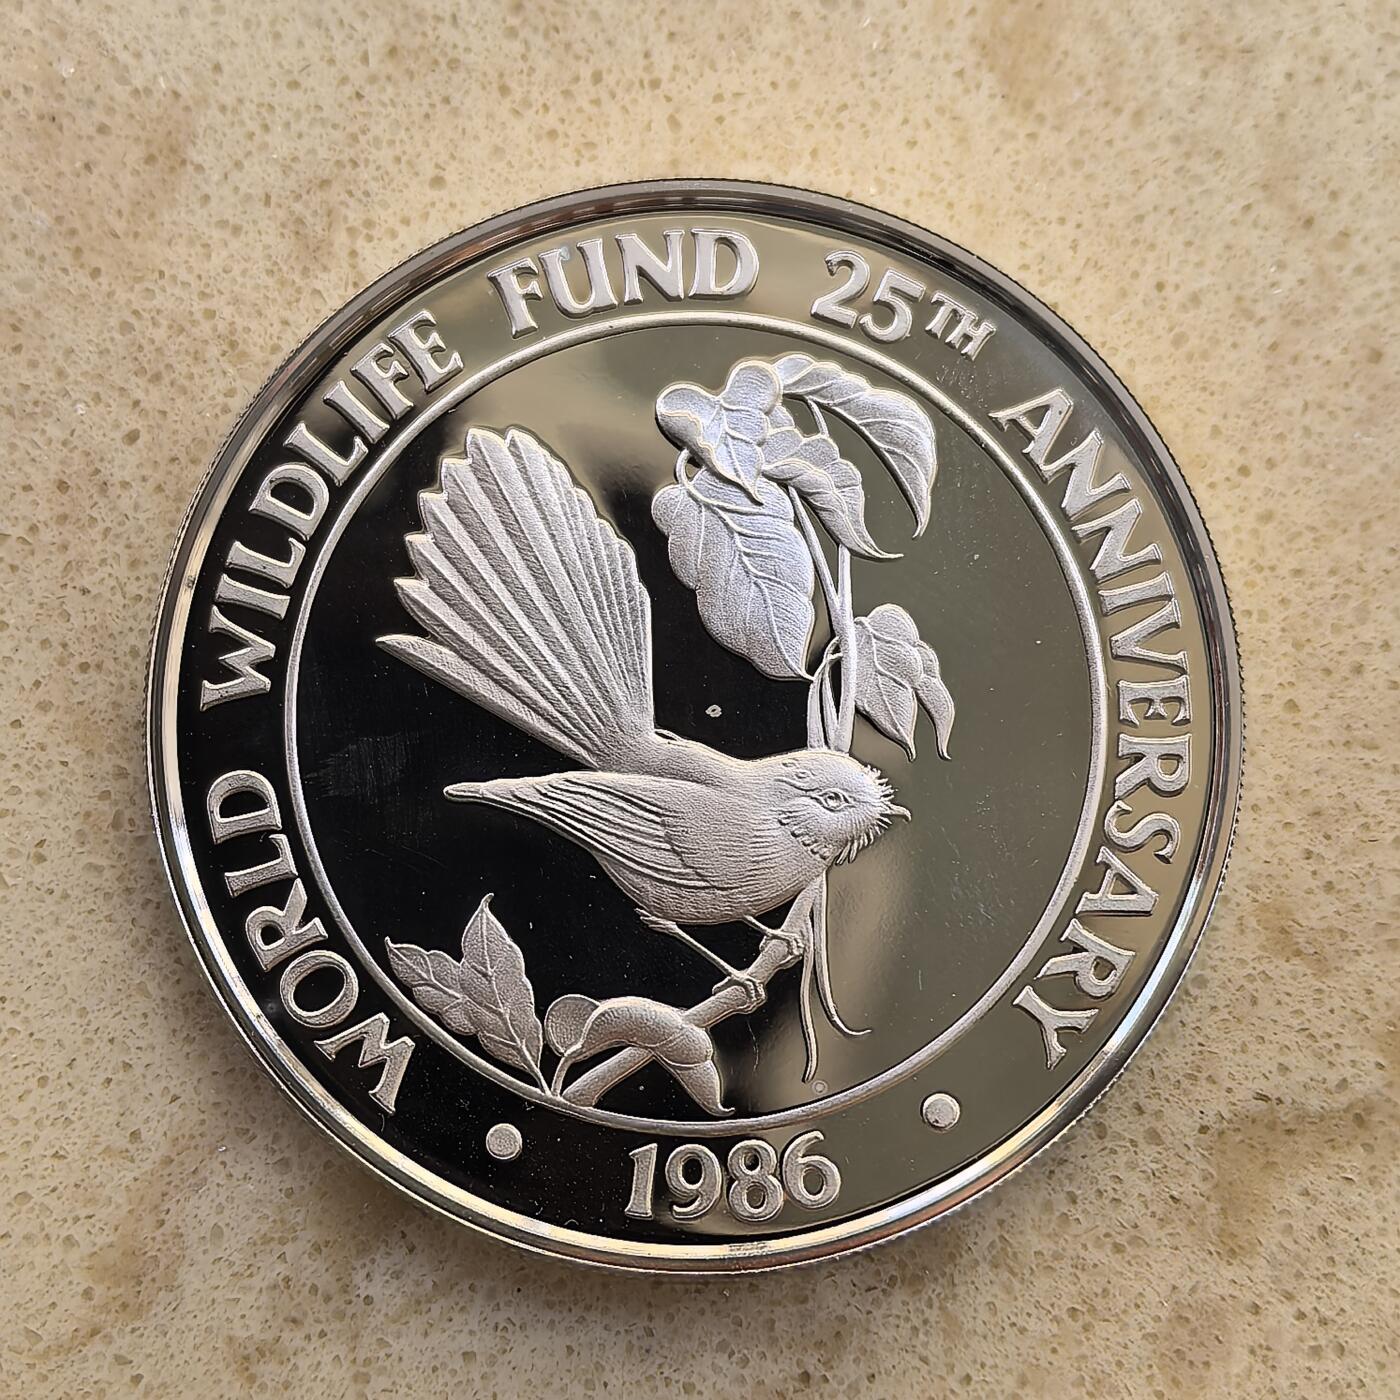 WORLD WILDLIFE FUND 25TH ANNIVERSARY
• 1986 •